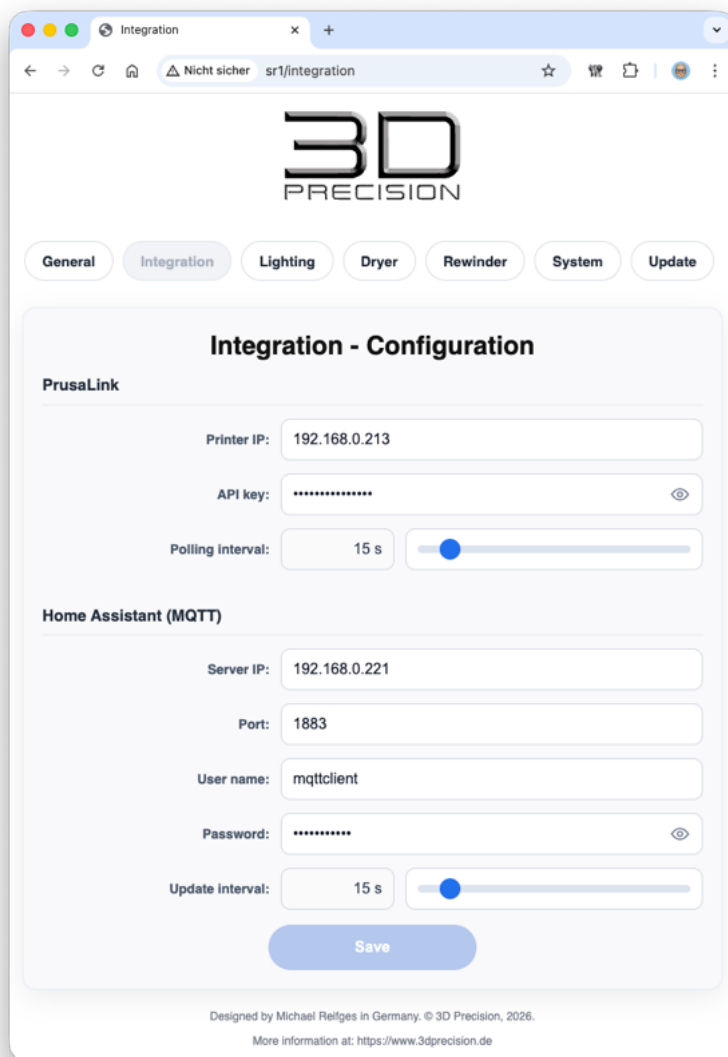 Integration
Nicht sicher sr1/integration
3D
PRECISION
General Integration Lighting Dryer Rewinder System Update
Integration - Configuration
PrusaLink
Printer IP: 192.168.0.213
API key: •••••••••••••••
Polling interval: 15 s
Home Assistant (MQTT)
Server IP: 192.168.0.221
Port: 1883
User name: mqttclient
Password: •••••••••••
Update interval: 15 s
Save
Designed by Michael Reifges in Germany. © 3D Precision, 2026.
More information at: https://www.3dprecision.de